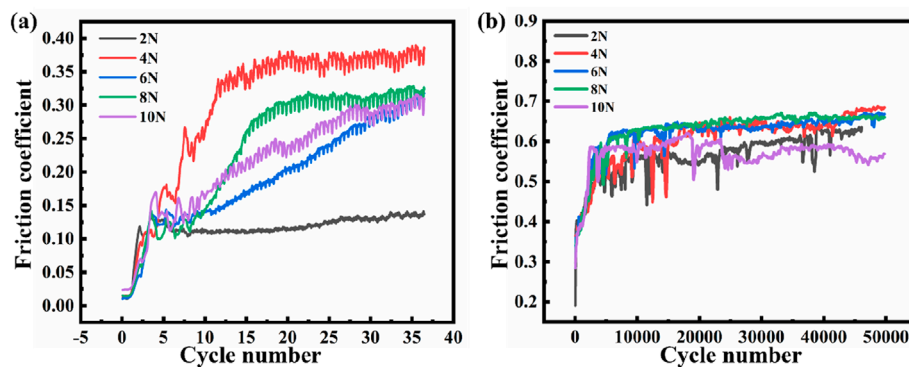 (a)
2N
4N
6N
8N
10N
0.40
0.35
0.30
0.25
0.20
0.15
0.10
0.05
0.00
Friction coefficient
-5 0 5 10 15 20 25 30 35 40
Cycle number
(b)
2N
4N
6N
8N
10N
0.9
0.8
0.7
0.6
0.5
0.4
0.3
0.2
Friction coefficient
0 10000 20000 30000 40000 50000
Cycle number